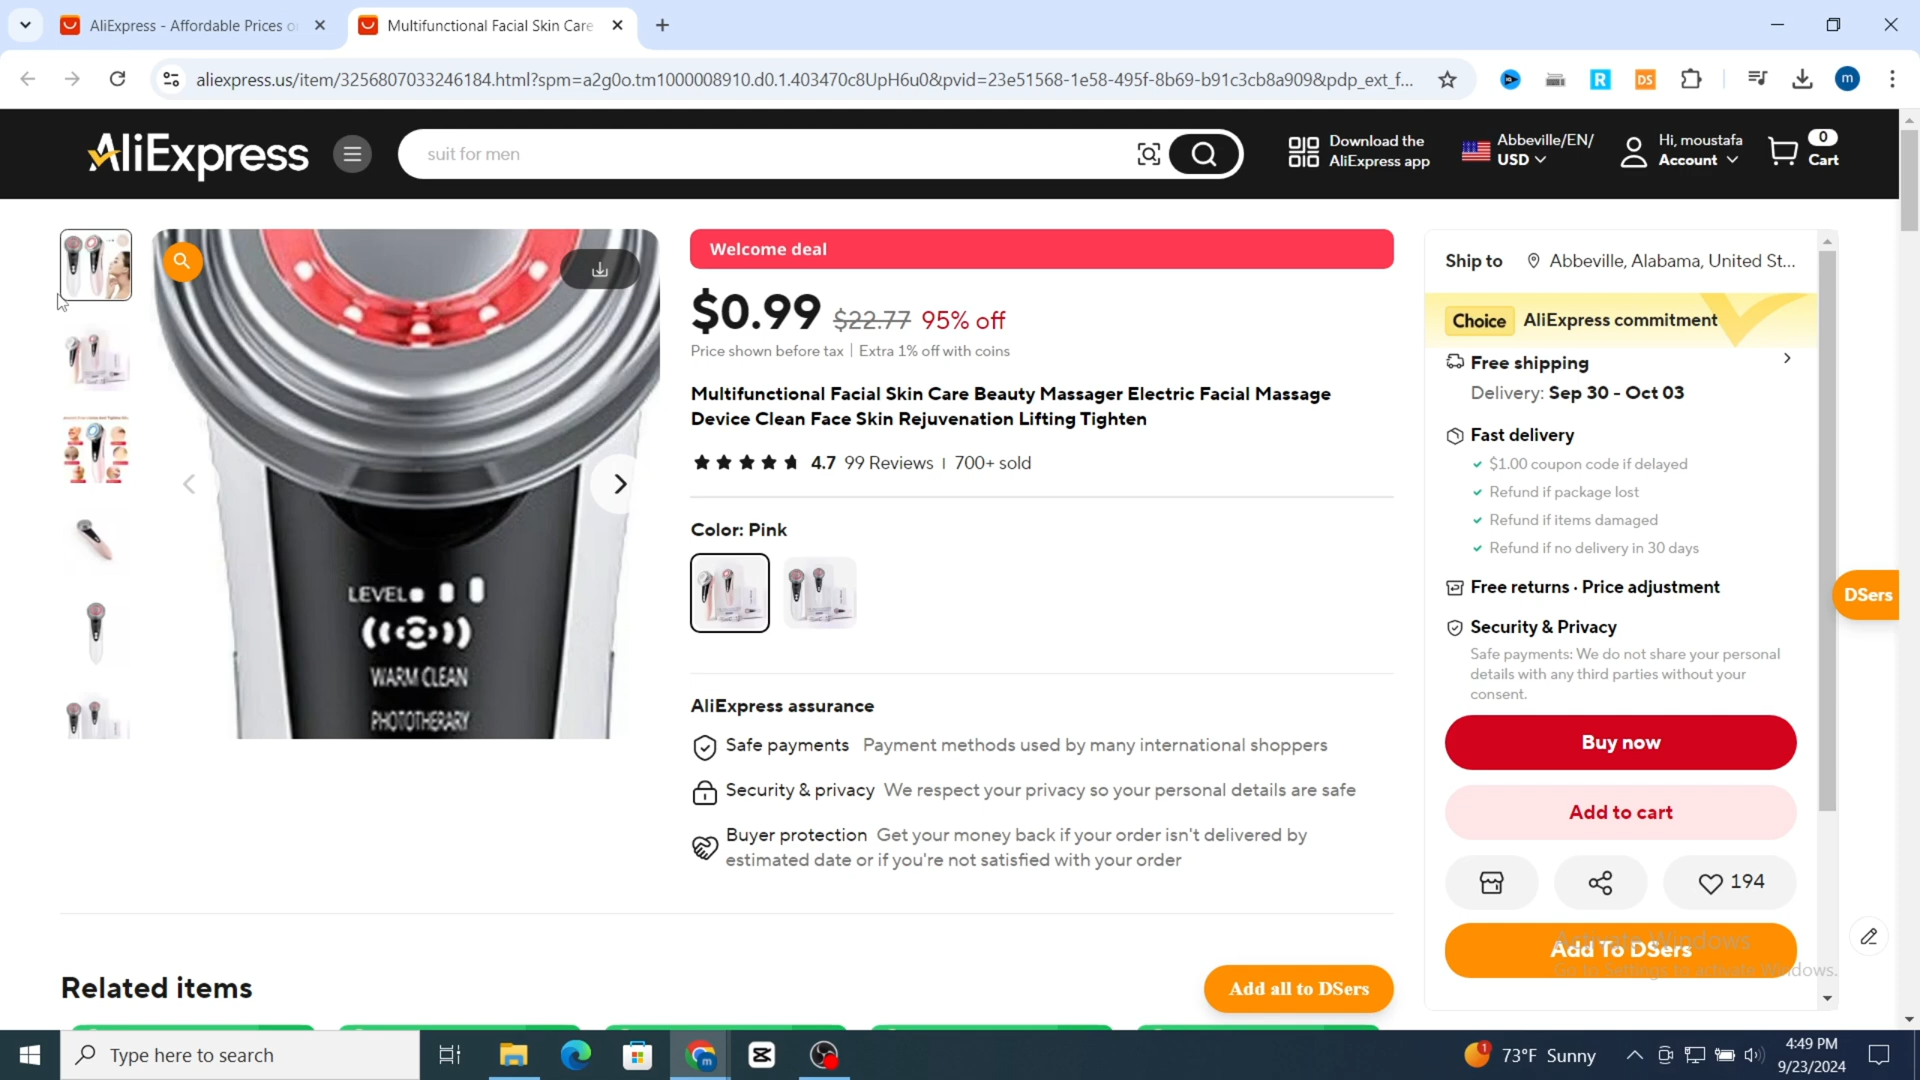 AliExpress - Affordable Prices o
Multifunctional Facial Skin Care
aliexpress.us/item/3256807033246184.html?spm=a2g0o.tm1000008910.d0.1.403470c8UpH6u0&pvid=23e51568-1e58-495f-8b69-b91c3cb8a909&pdp_ext_f...
R
DS
m
AliExpress
suit for men
Download the
AliExpress app
Abbeville/EN/
USD
Hi, moustafa
Account
0
Cart
LEVEL
WARM CLEAN
PHOTOTHERARY
Welcome deal
$0.99 $22.77 95% off
Price shown before tax | Extra 1% off with coins
Multifunctional Facial Skin Care Beauty Massager Electric Facial Massage
Device Clean Face Skin Rejuvenation Lifting Tighten
4.7 99 Reviews | 700+ sold
Color: Pink
AliExpress assurance
Safe payments Payment methods used by many international shoppers
Security & privacy We respect your privacy so your personal details are safe
Buyer protection Get your money back if your order isn't delivered by
estimated date or if you're not satisfied with your order
Ship to Abbeville, Alabama, United St...
Choice AliExpress commitment
Free shipping
Delivery: Sep 30 - Oct 03
Fast delivery
$1.00 coupon code if delayed
Refund if package lost
Refund if items damaged
Refund if no delivery in 30 days
Free returns · Price adjustment
Security & Privacy
Safe payments: We do not share your personal
details with any third parties without your
consent.
Buy now
Add to cart
194
Add To DSers
Activate Windows
Go to Settings to activate Windows.
DSers
Related items
Add all to DSers
Type here to search
m
1
73°F Sunny
4:49 PM
9/23/2024